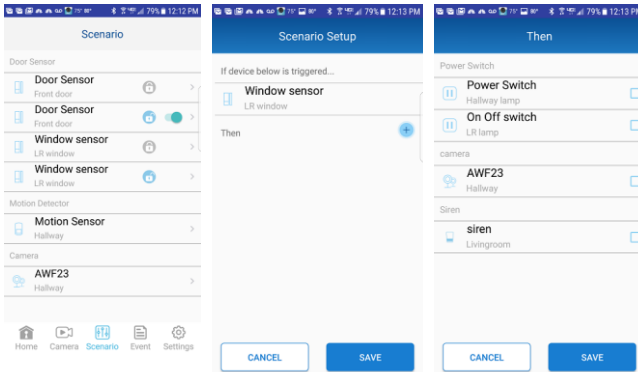 79% 12:12 PM
Scenario
Door Sensor
Door Sensor
Front door
Door Sensor
Front door
Window sensor
LR window
Window sensor
LR window
Motion Detector
Motion Sensor
Hallway
Camera
AWF23
Hallway
Home Camera Scenario Event Settings
79% 12:13 PM
Scenario Setup
If device below is triggered...
Window sensor
LR window
Then
CANCEL SAVE
79% 12:13 PM
Then
Power Switch
Power Switch
Hallway lamp
On Off switch
LR lamp
camera
AWF23
Hallway
Siren
siren
Livingroom
CANCEL SAVE